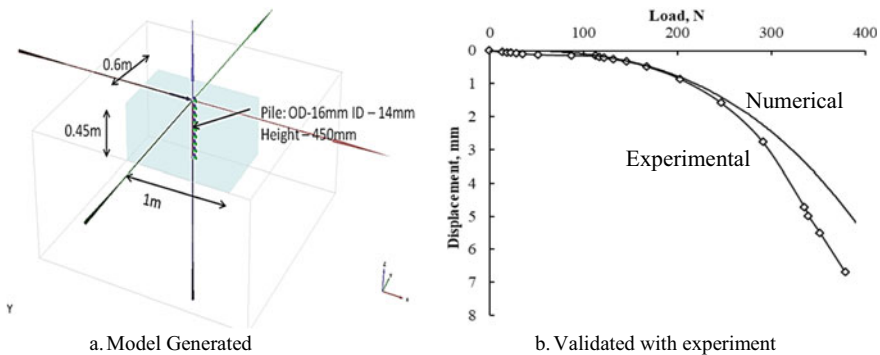 0.6m
0.45m
Pile: OD-16mm ID – 14mm
Height – 450mm
1m
Y
z
Y
x
a. Model Generated
Load, N
0 100 200 300 400
0
1
2
3
4
5
6
7
8
Displacement, mm
Numerical
Experimental
b. Validated with experiment